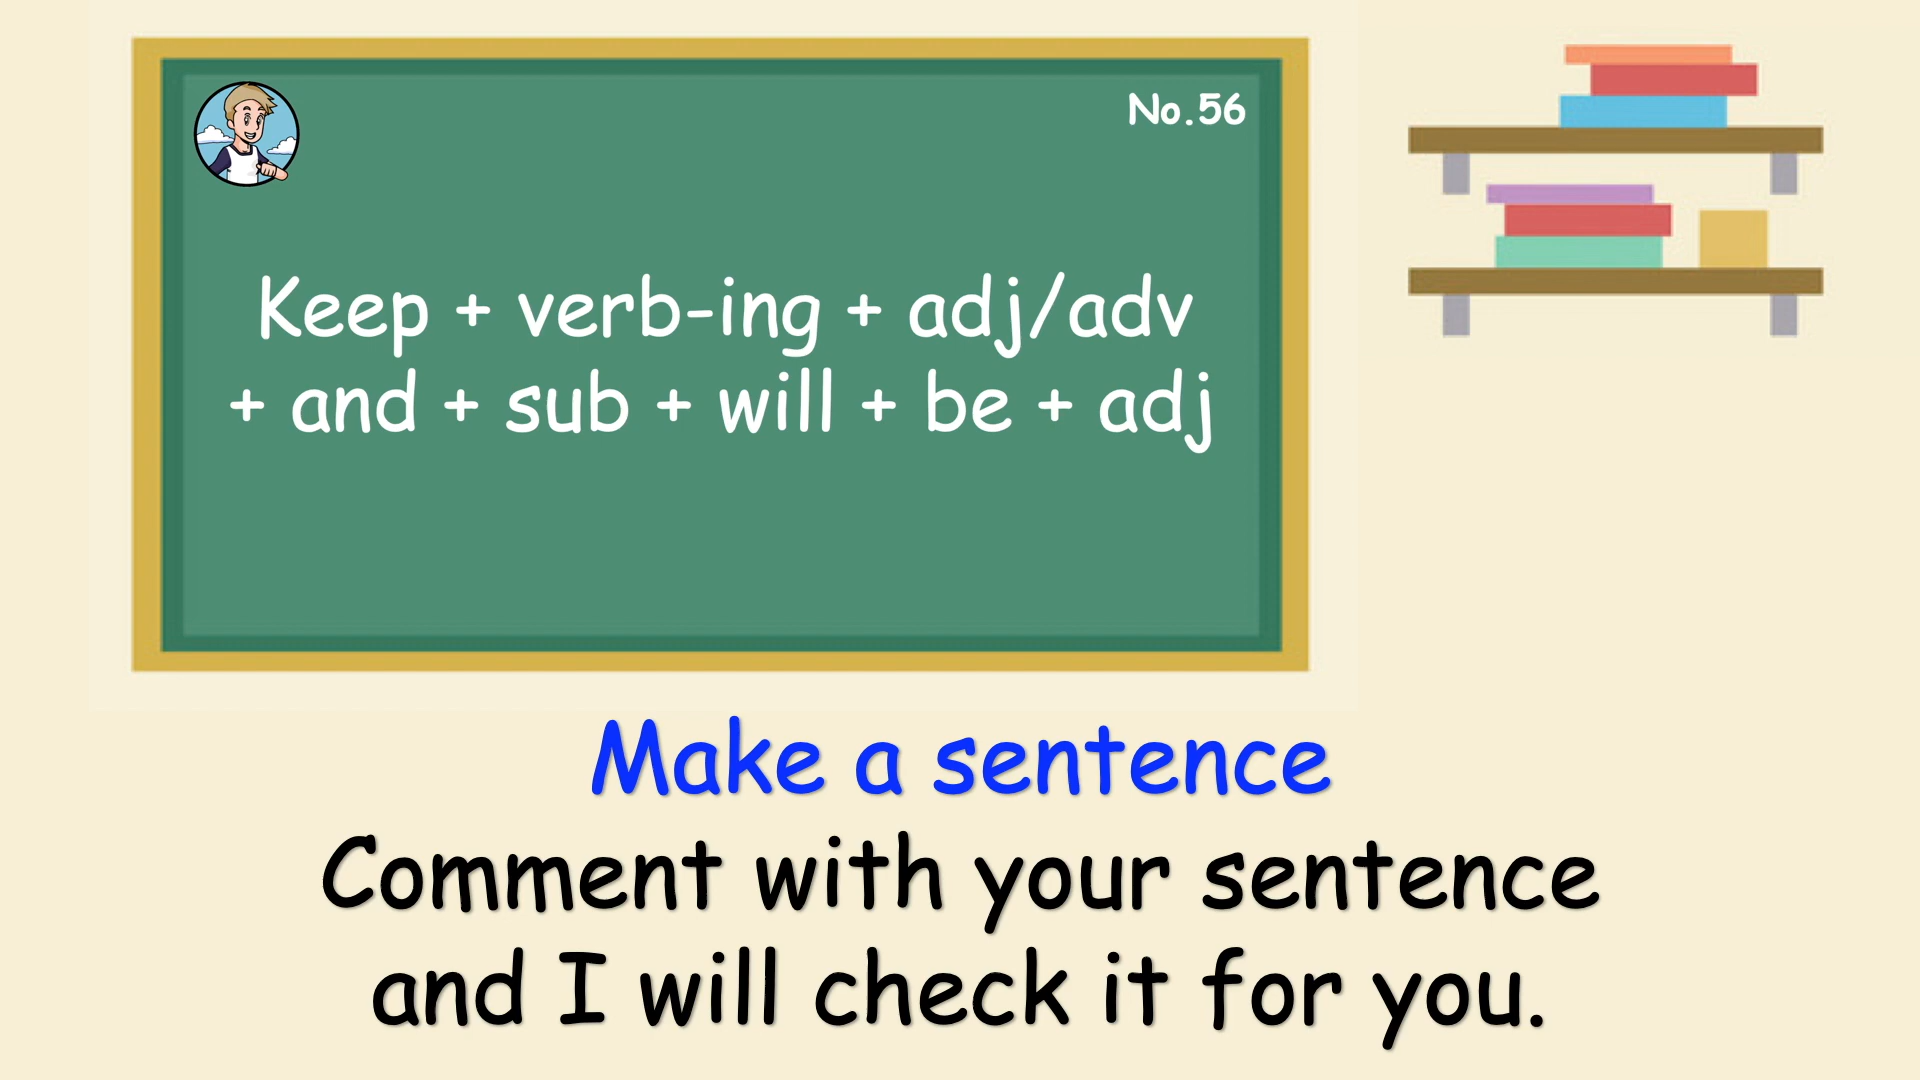 No.56
Keep + verb-ing + adj/adv
+ and + sub + will + be + adj
Make a sentence
Comment with your sentence
and I will check it for you.